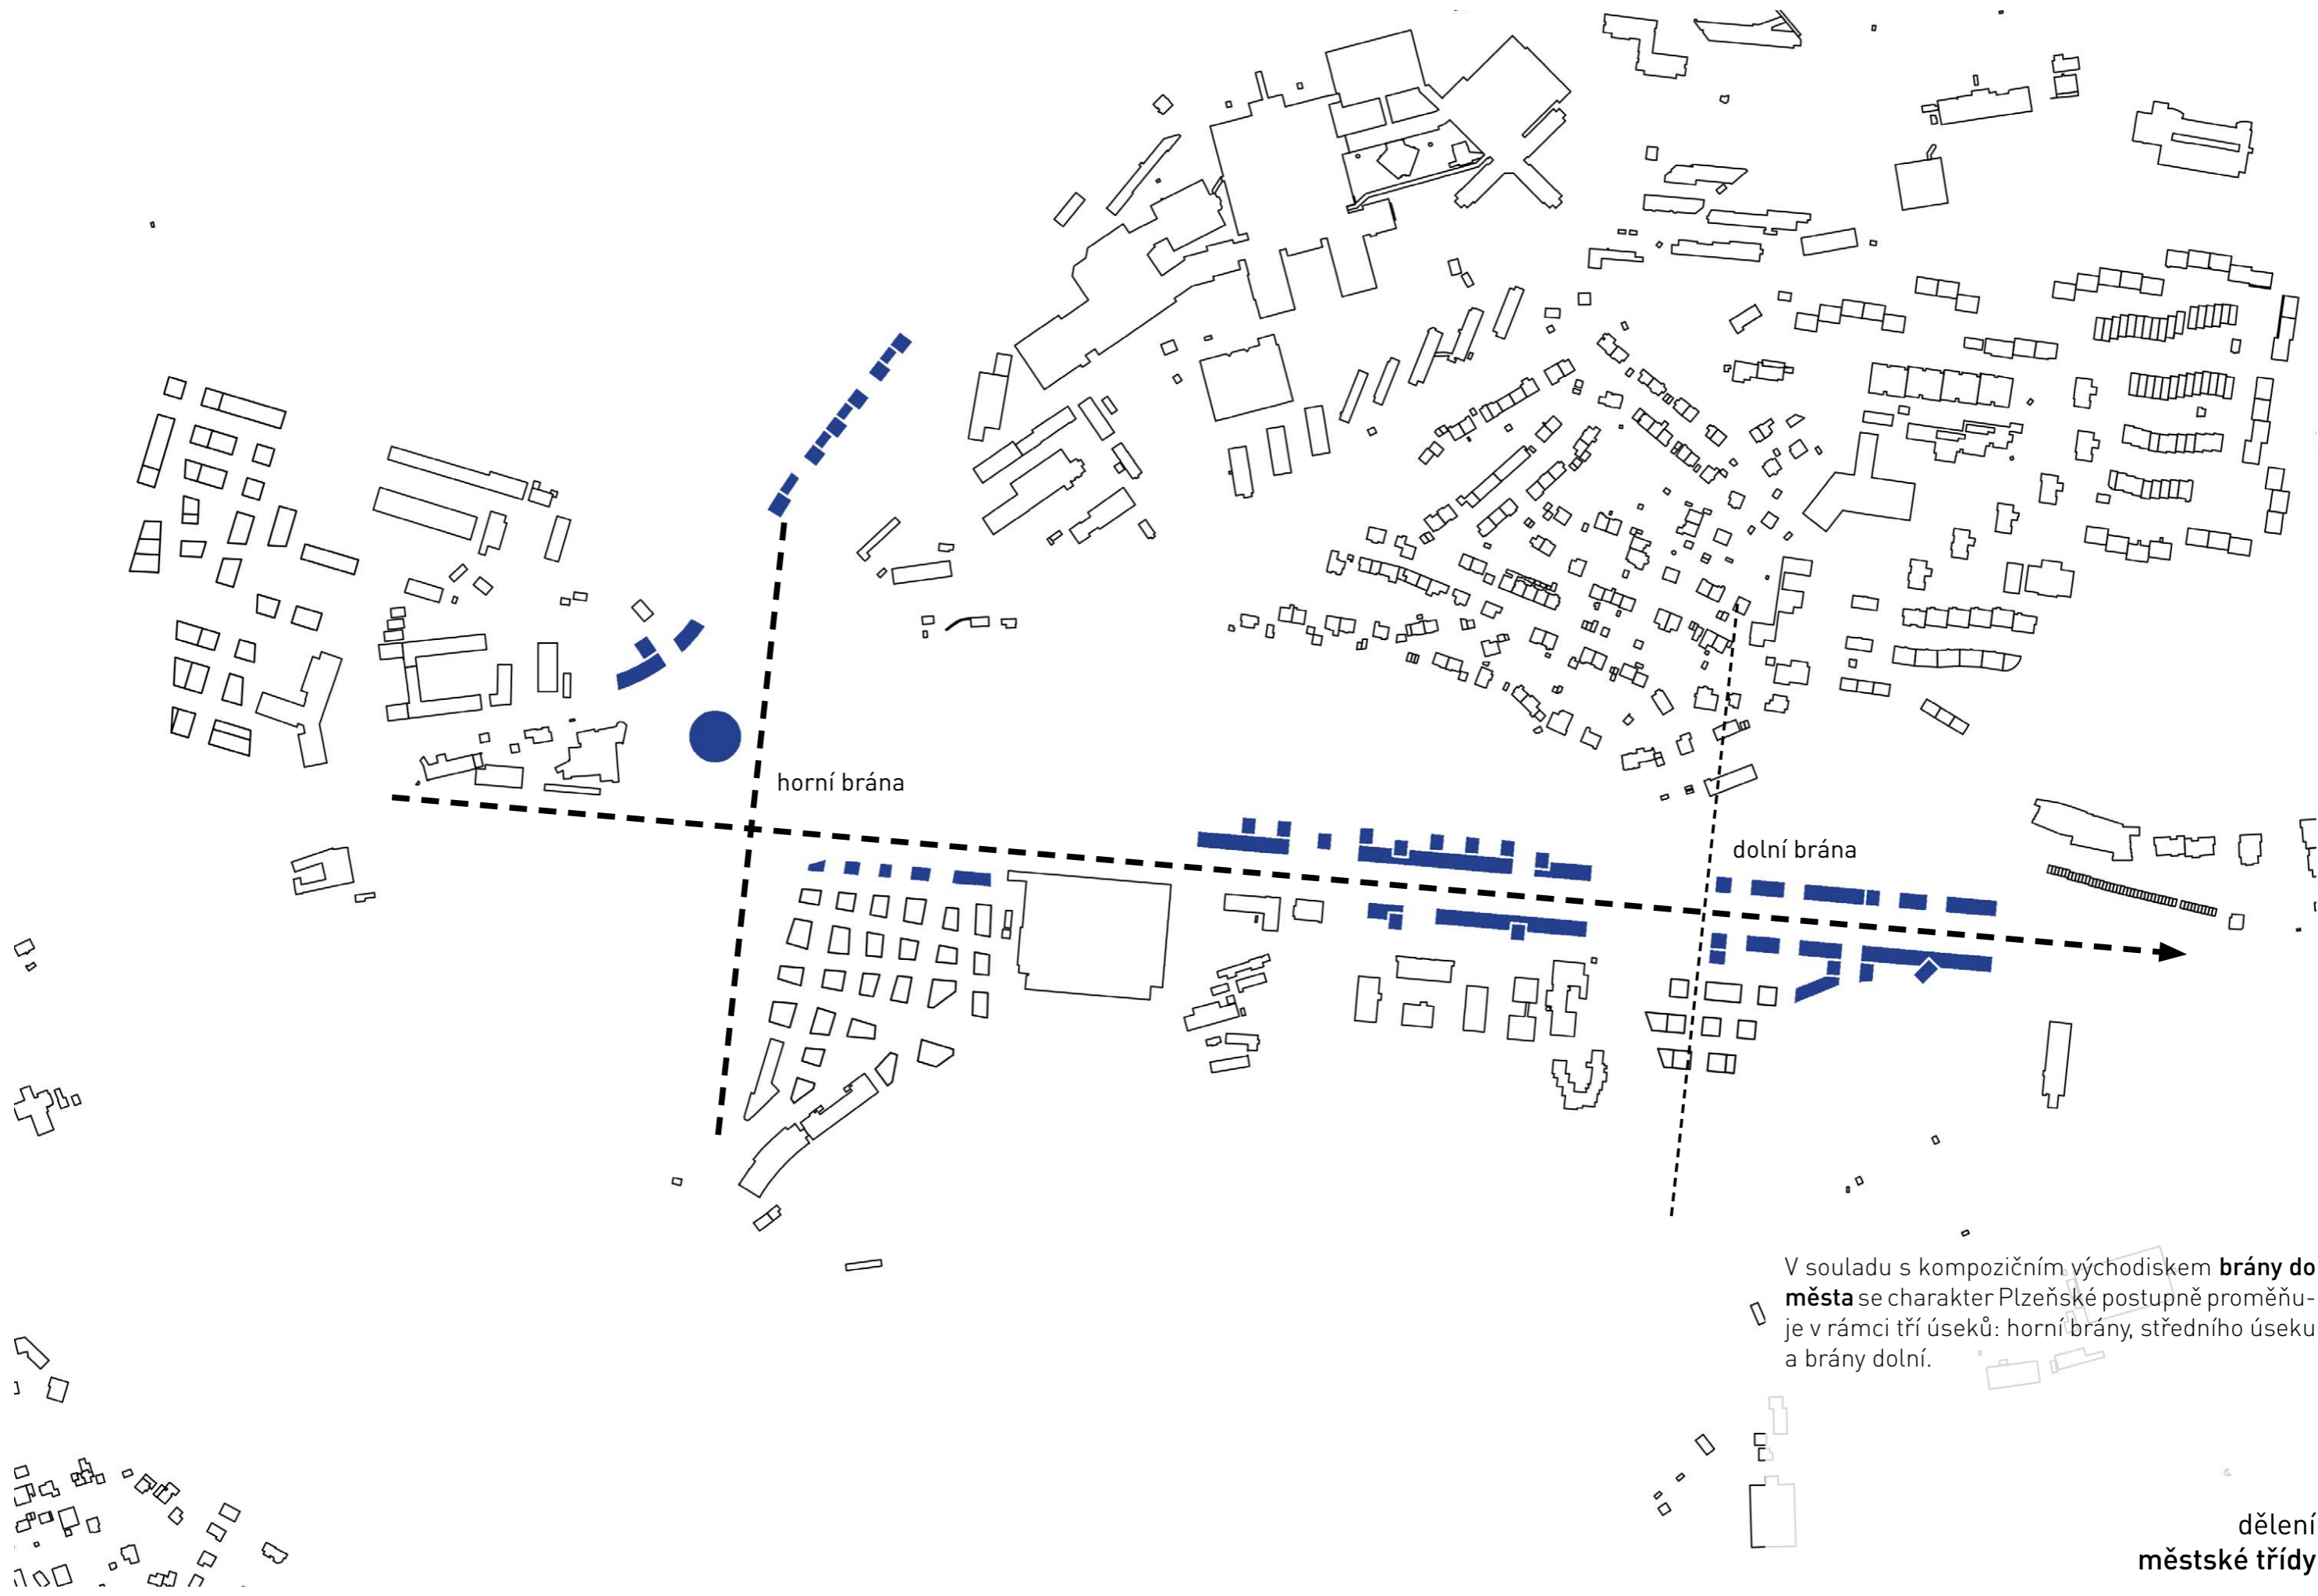 horní brána
dolní brána
V souladu s kompozičním východiskem brány do
města se charakter Plzeňské postupně proměňu-
je v rámci tří úseků: horní brány, středního úseku
a brány dolní.
dělení
městské třídy